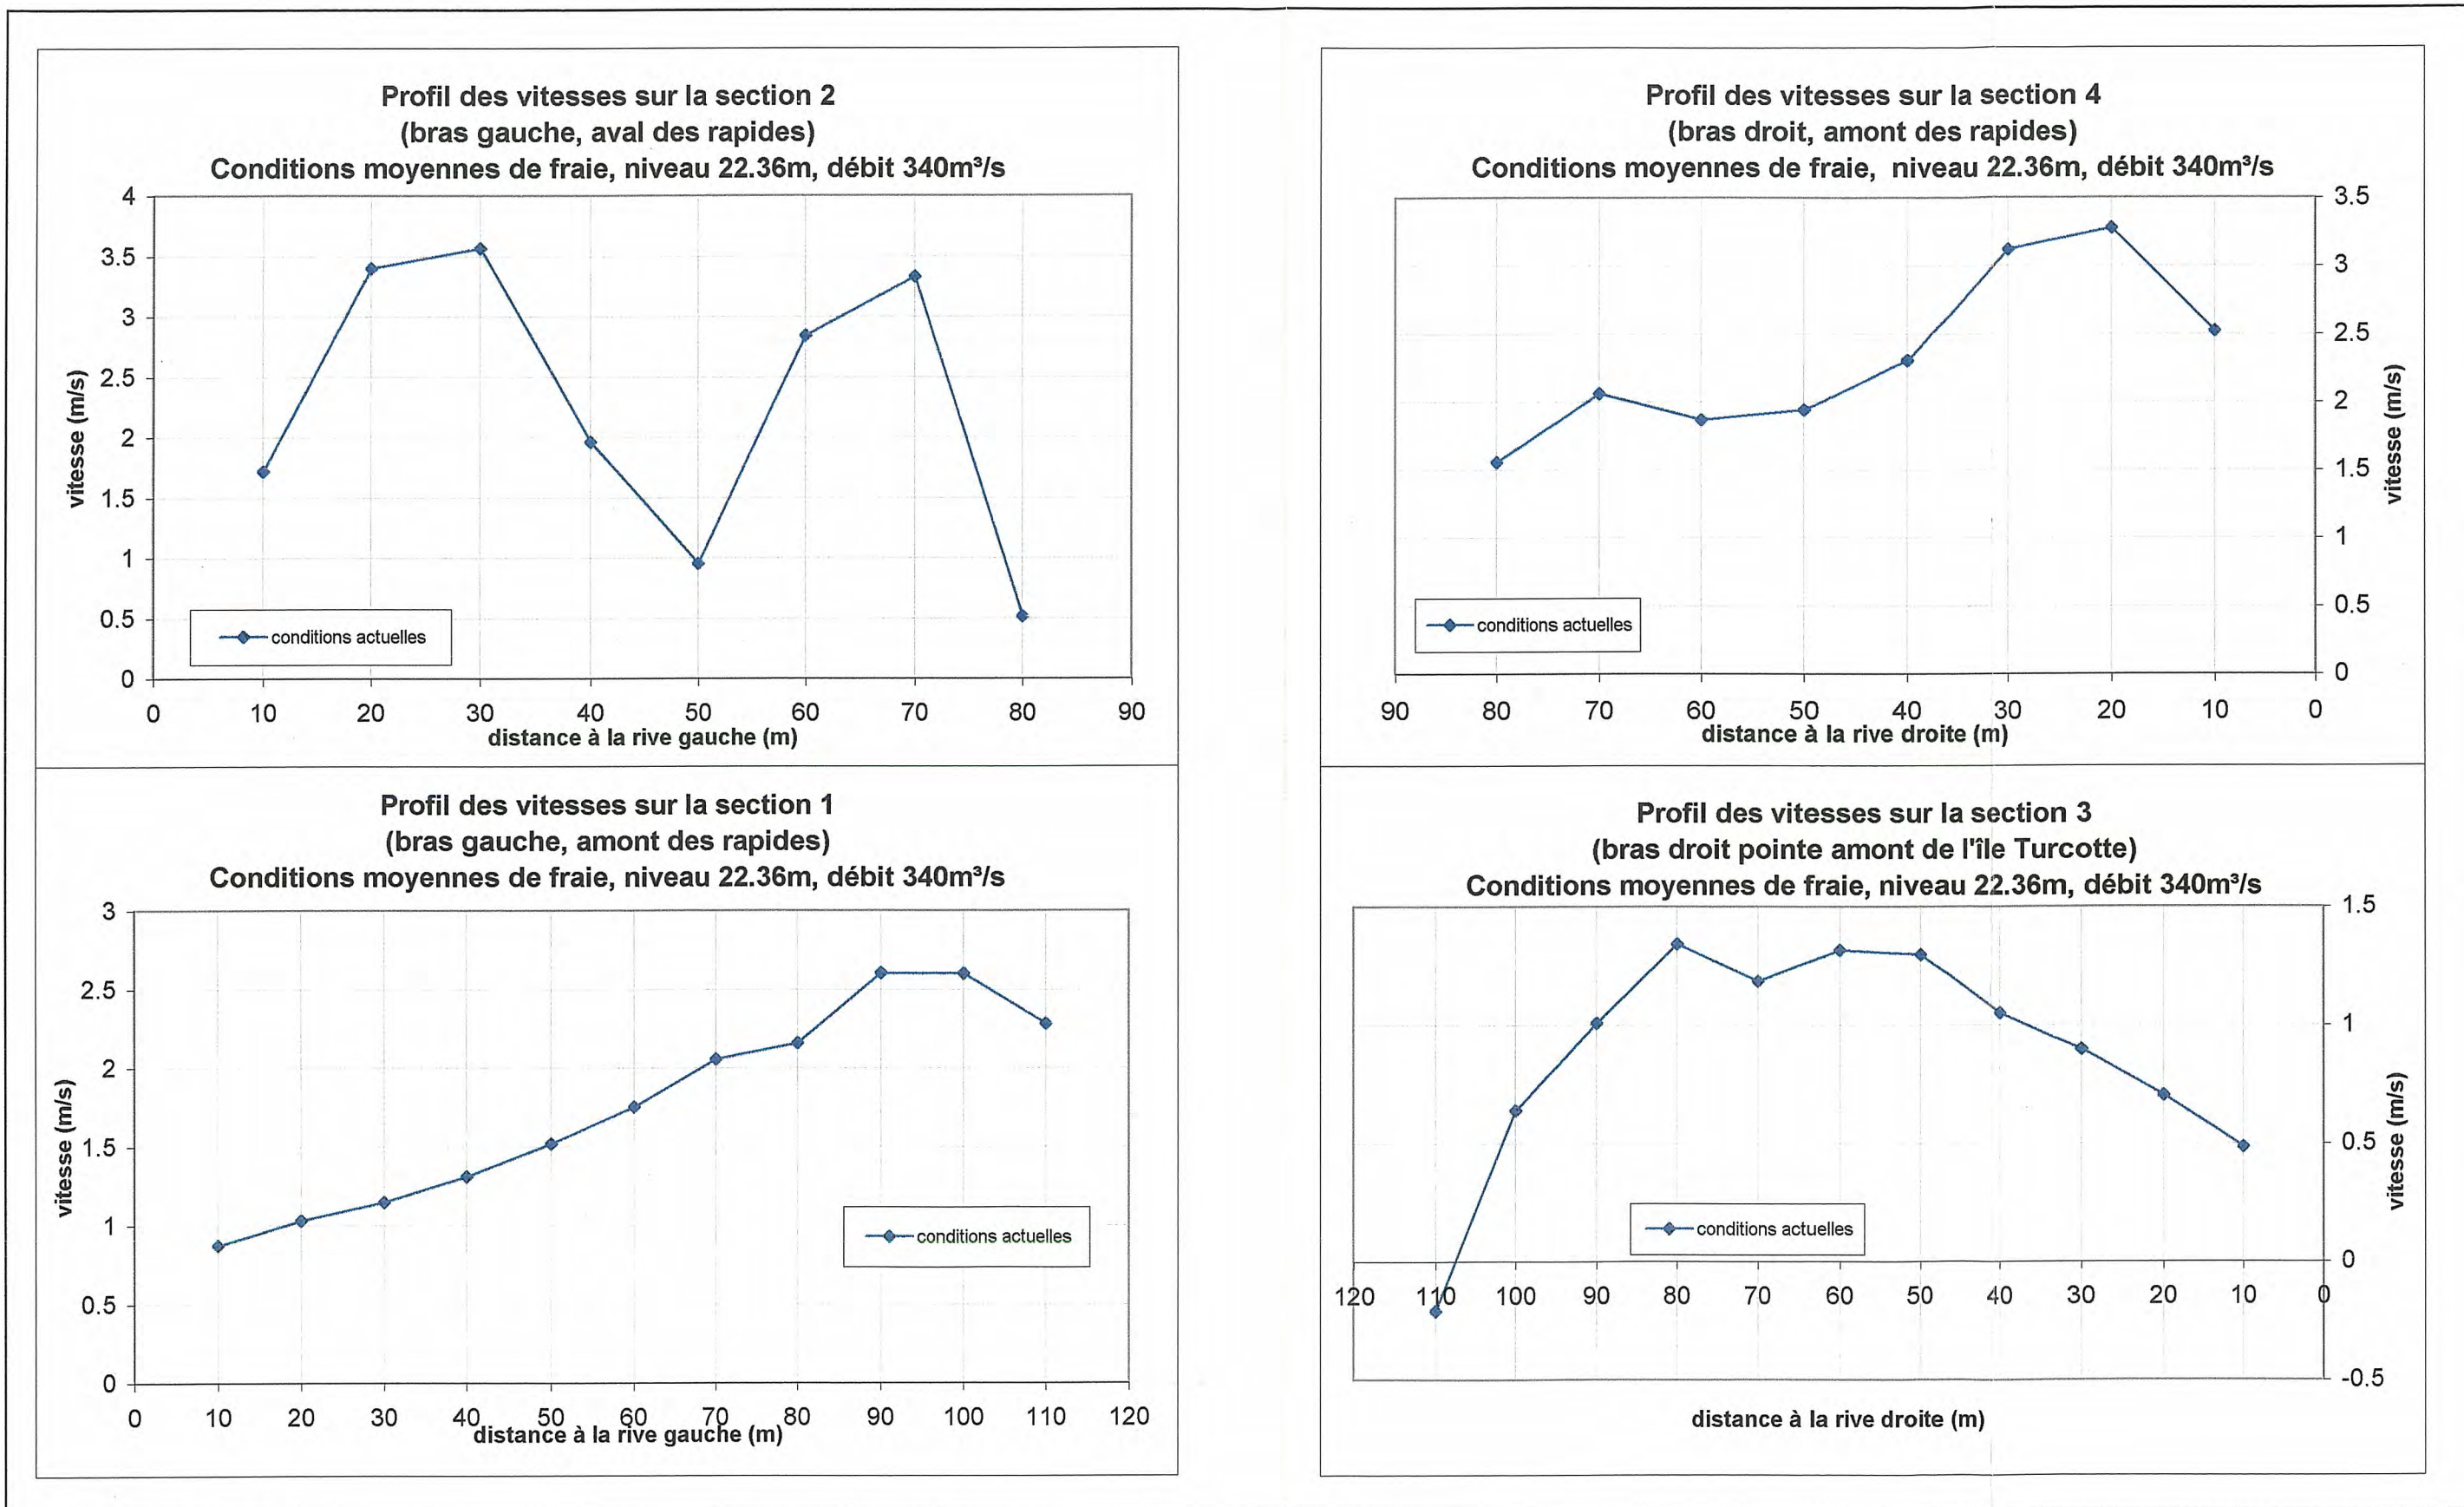 Profil des vitesses sur la section 2
(bras gauche, aval des rapides)
Conditions moyennes de fraie, niveau 22.36m, débit 340m³/s
4
3.5
3
2.5
2
1.5
1
0.5
0
vitesse (m/s)
conditions actuelles
0 10 20 30 40 50 60 70 80 90
distance à la rive gauche (m)
Profil des vitesses sur la section 4
(bras droit, amont des rapides)
Conditions moyennes de fraie, niveau 22.36m, débit 340m³/s
3.5
3
2.5
2
1.5
1
0.5
0
vitesse (m/s)
conditions actuelles
90 80 70 60 50 40 30 20 10 0
distance à la rive droite (m)
Profil des vitesses sur la section 1
(bras gauche, amont des rapides)
Conditions moyennes de fraie, niveau 22.36m, débit 340m³/s
3
2.5
2
1.5
1
0.5
0
vitesse (m/s)
conditions actuelles
0 10 20 30 40 50 60 70 80 90 100 110 120
distance à la rive gauche (m)
Profil des vitesses sur la section 3
(bras droit pointe amont de l'île Turcotte)
Conditions moyennes de fraie, niveau 22.36m, débit 340m³/s
1.5
1
0.5
0
-0.5
vitesse (m/s)
conditions actuelles
120 110 100 90 80 70 60 50 40 30 20 10 0
distance à la rive droite (m)